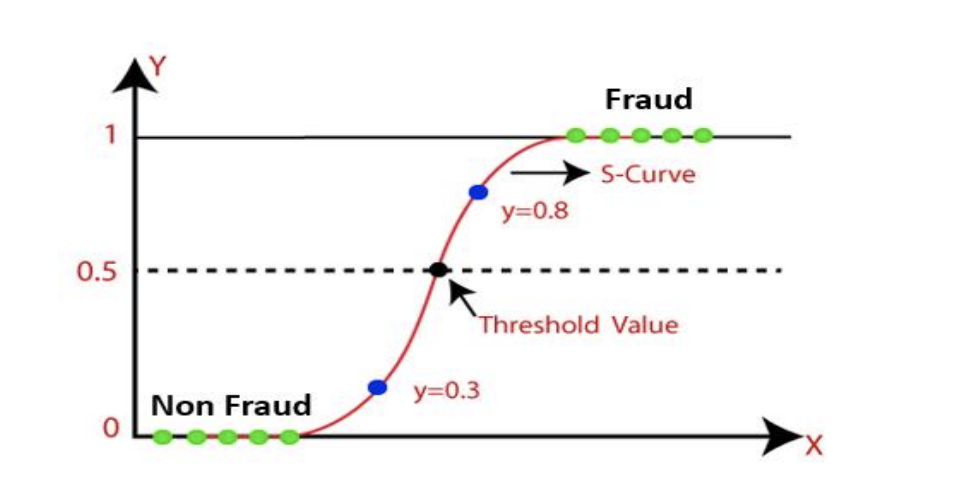 Y
Fraud
1
S-Curve
y=0.8
0.5
Threshold Value
y=0.3
Non Fraud
0
X